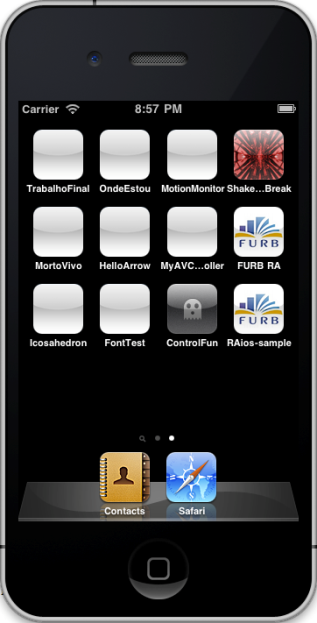 Carrier 8:57 PM
TrabalhoFinal OndeEstou MotionMonitor Shake...Break
FURB
MortoVivo HelloArrow MyAVC...oller FURB RA
FURB
Icosahedron FontTest ControlFun RAios-sample
Contacts Safari